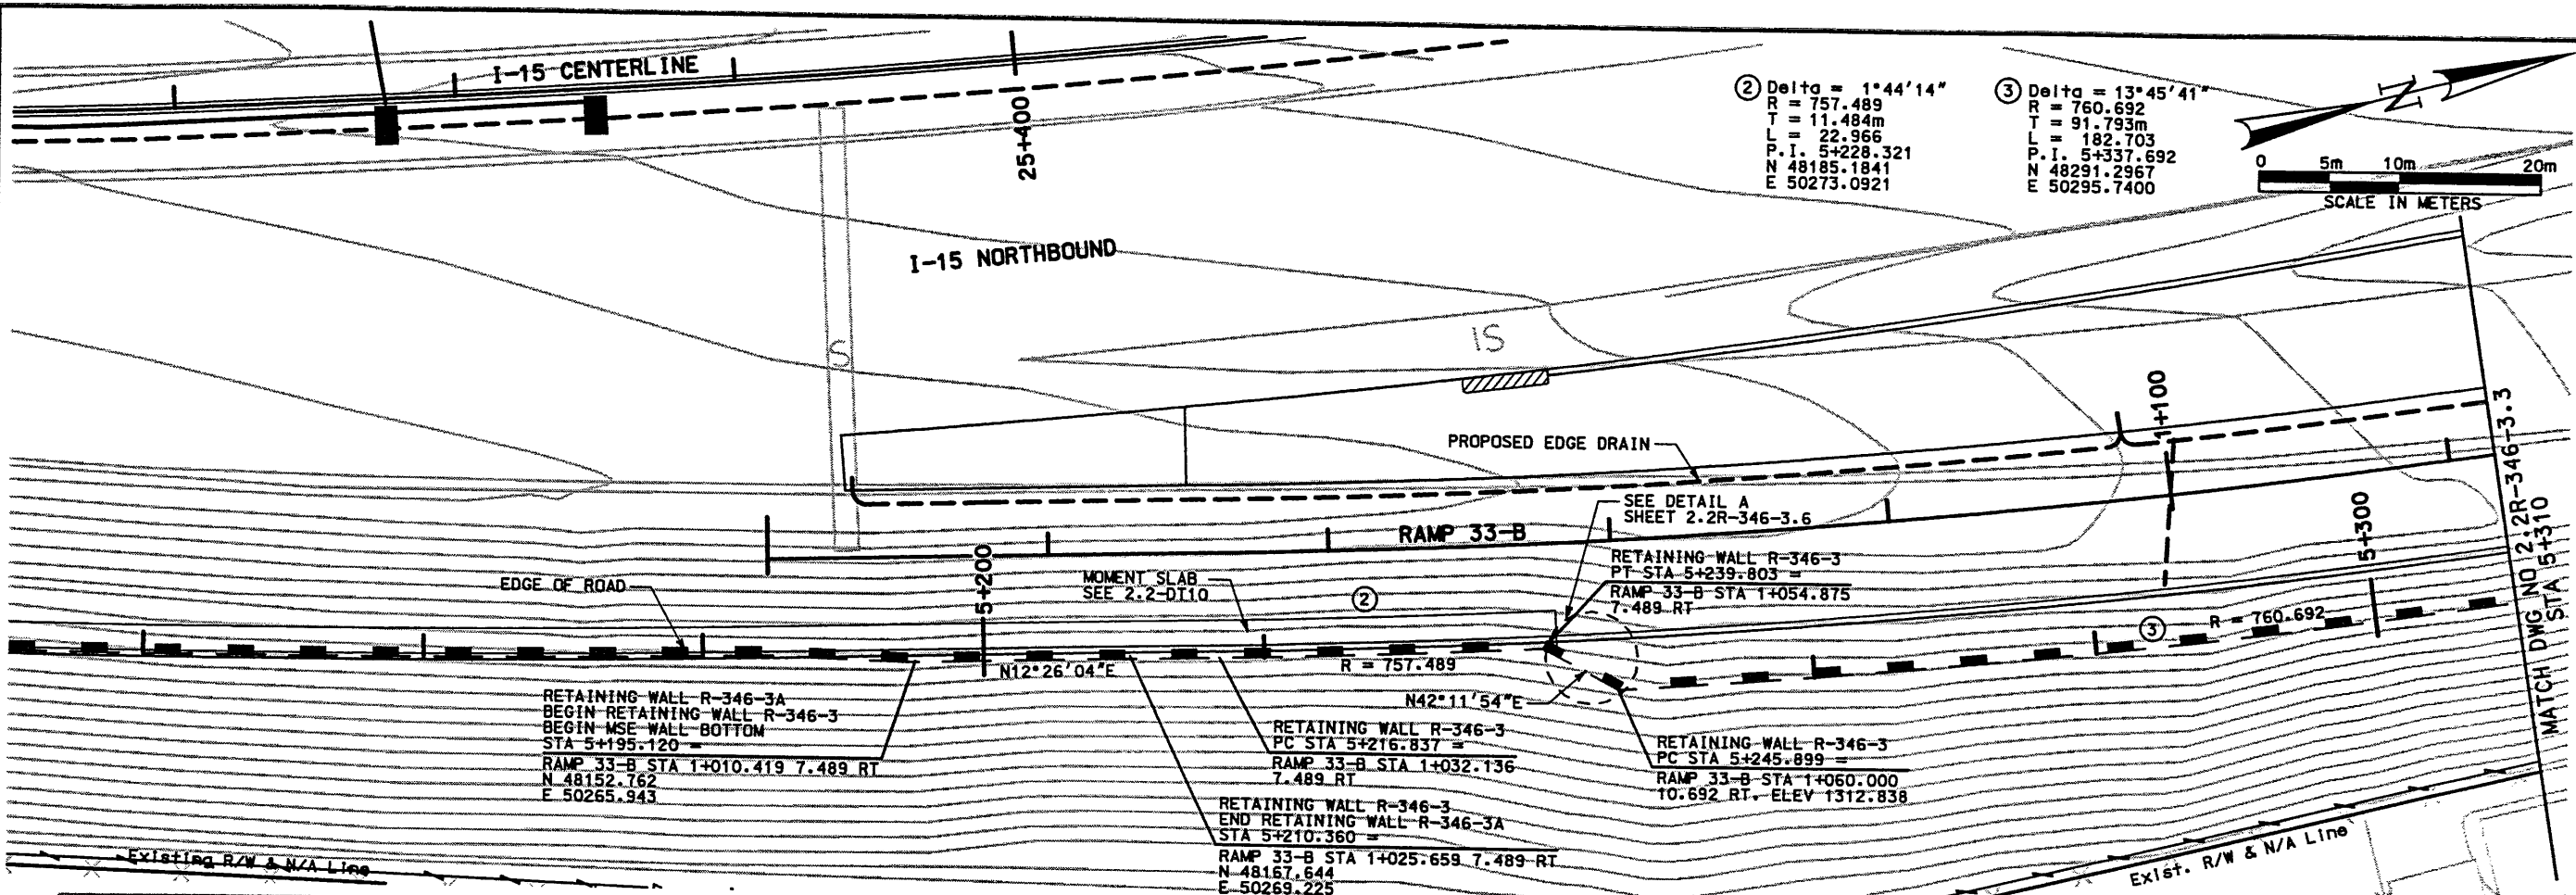 I-15 CENTERLINE
25+400
② Delta = 1°44'14"
R = 757.489
T = 11.484m
L = 22.966
P.I. 5+228.321
N 48185.1841
E 50273.0921
③ Delta = 13°45'41"
R = 760.692
T = 91.793m
L = 182.703
P.I. 5+337.692
N 48291.2967
E 50295.7400
N
0 5m 10m 20m
SCALE IN METERS
I-15 NORTHBOUND
S
IS
1+100
PROPOSED EDGE DRAIN
SEE DETAIL A
SHEET 2.2R-346-3.6
RAMP 33-B
5+200
5+300
MATCH DWG NO 2.2R-346-3.3
STA 5+310
EDGE OF ROAD
MOMENT SLAB
SEE 2.2-DT10
②
RETAINING WALL R-346-3
PT STA 5+239.803 =
RAMP 33-B STA 1+054.875
7.489 RT
③
R = 760.692
N12°26'04"E
R = 757.489
N42°11'54"E
RETAINING WALL R-346-3A
BEGIN RETAINING WALL R-346-3
BEGIN MSE WALL BOTTOM
STA 5+195.120 =
RAMP 33-B STA 1+010.419 7.489 RT
N 48152.762
E 50265.943
RETAINING WALL R-346-3
PC STA 5+216.837 =
RAMP 33-B STA 1+032.136
7.489 RT
RETAINING WALL R-346-3
PC STA 5+245.899 =
RAMP 33-B STA 1+060.000
10.692 RT. ELEV 1312.838
RETAINING WALL R-346-3
END RETAINING WALL R-346-3A
STA 5+210.360 =
RAMP 33-B STA 1+025.659 7.489 RT
N 48167.644
E 50269.225
Existing R/W & N/A Line
Exist. R/W & N/A Line